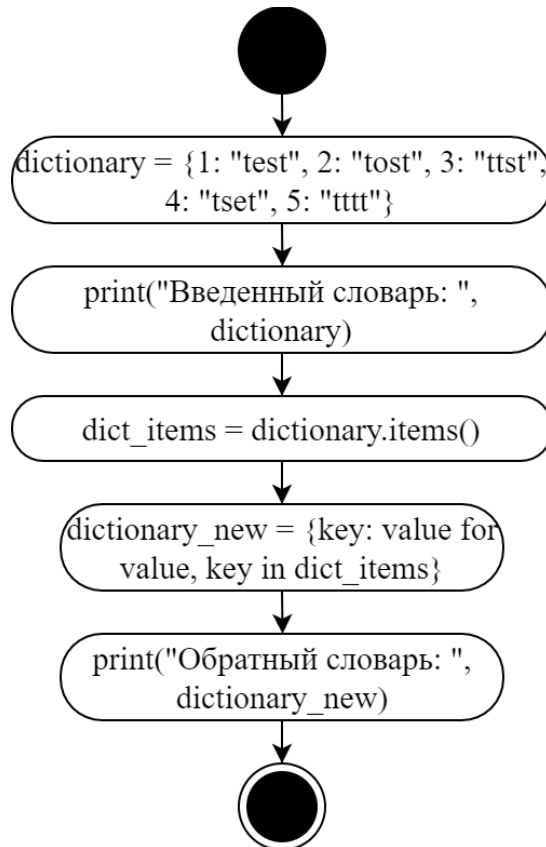 dictionary = {1: "test", 2: "tost", 3: "ttst",
4: "tset", 5: "tttt"}
print("Введенный словарь: ",
dictionary)
dict_items = dictionary.items()
dictionary_new = {key: value for
value, key in dict_items}
print("Обратный словарь: ",
dictionary_new)